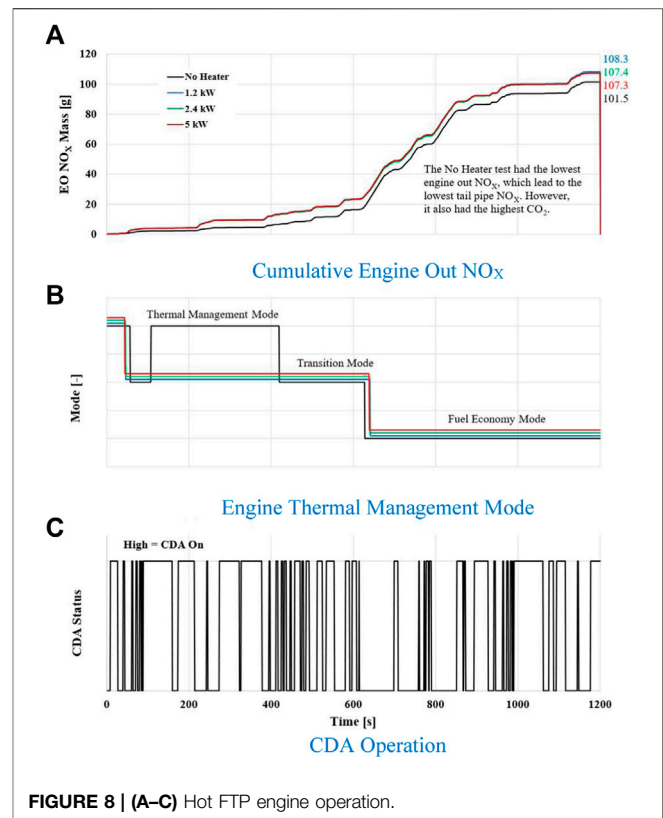 A
120
100
80
60
40
20
0
EO NOX Mass [g]
No Heater
1.2 kW
2.4 kW
5 kW
108.3
107.4
107.3
101.5
The No Heater test had the lowest
engine out NOX, which lead to the
lowest tail pipe NOX. However,
it also had the highest CO2.
Cumulative Engine Out NOX
B
Mode [-]
Thermal Management Mode
Transition Mode
Fuel Economy Mode
Engine Thermal Management Mode
C
High = CDA On
CDA Status
0 200 400 600 800 1000 1200
Time [s]
CDA Operation
FIGURE 8 | (A–C) Hot FTP engine operation.